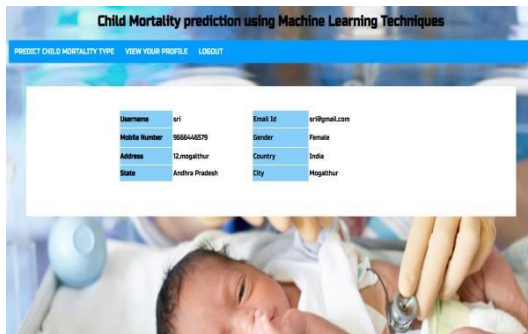 Child Mortality prediction using Machine Learning Techniques
PREDICT CHILD MORTALITY TYPE VIEW YOUR PROFILE LOGOUT
Username sri Email Id sri@gmail.com
Mobile Number 9666446579 Gender Female
Address 12,mogalthur Country India
State Andhra Pradesh City Mogalthur